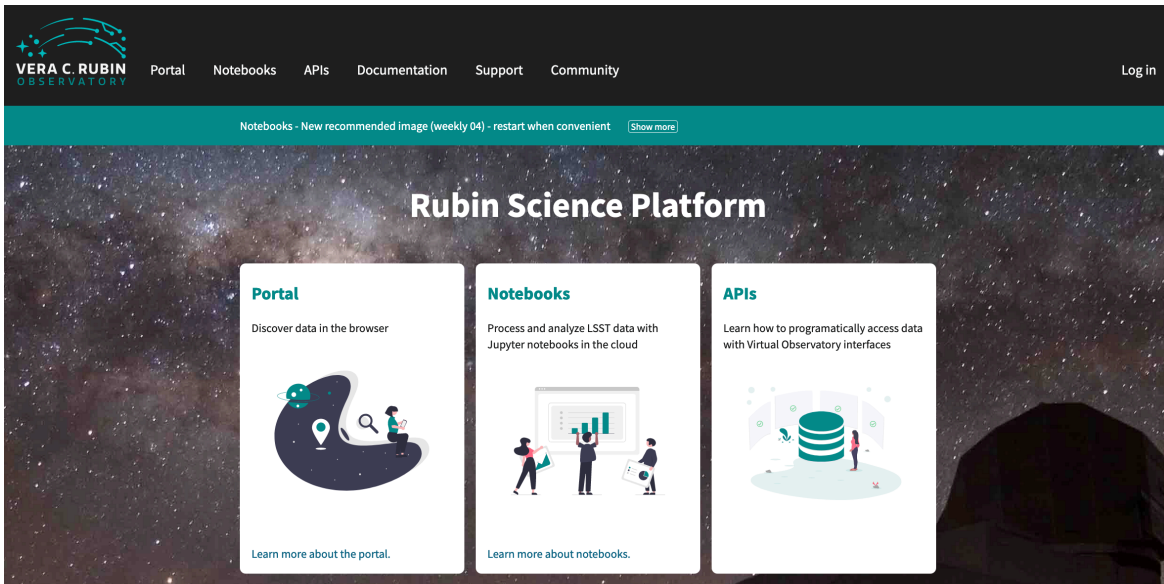 VERA C. RUBIN
OBSERVATORY
Portal Notebooks APIs Documentation Support Community Log in
Notebooks - New recommended image (weekly 04) - restart when convenient Show more
Rubin Science Platform
Portal
Discover data in the browser
Learn more about the portal.
Notebooks
Process and analyze LSST data with
Jupyter notebooks in the cloud
Learn more about notebooks.
APIs
Learn how to programatically access data
with Virtual Observatory interfaces